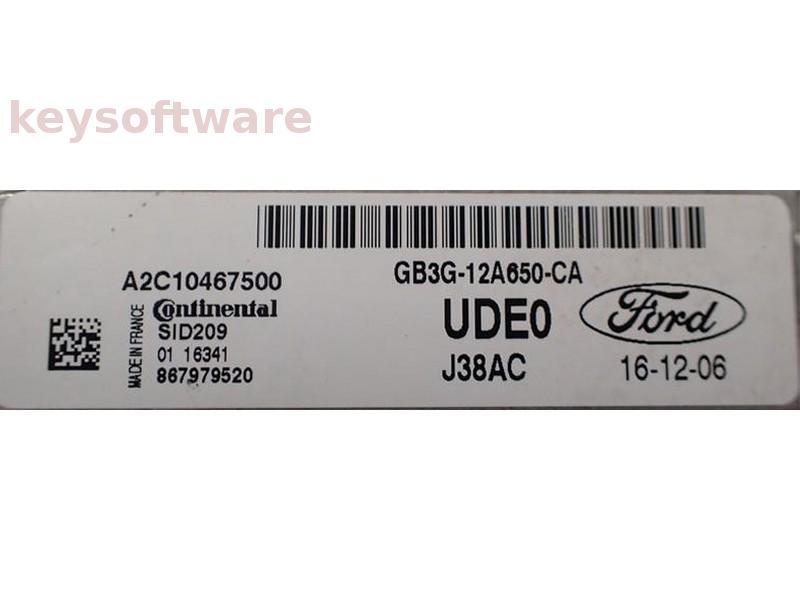 keysoftware
A2C10467500
GB3G-12A650-CA
MADE IN FRANCE
Continental
SID209
01 16341
867979520
UDE0
Ford
J38AC
16-12-06